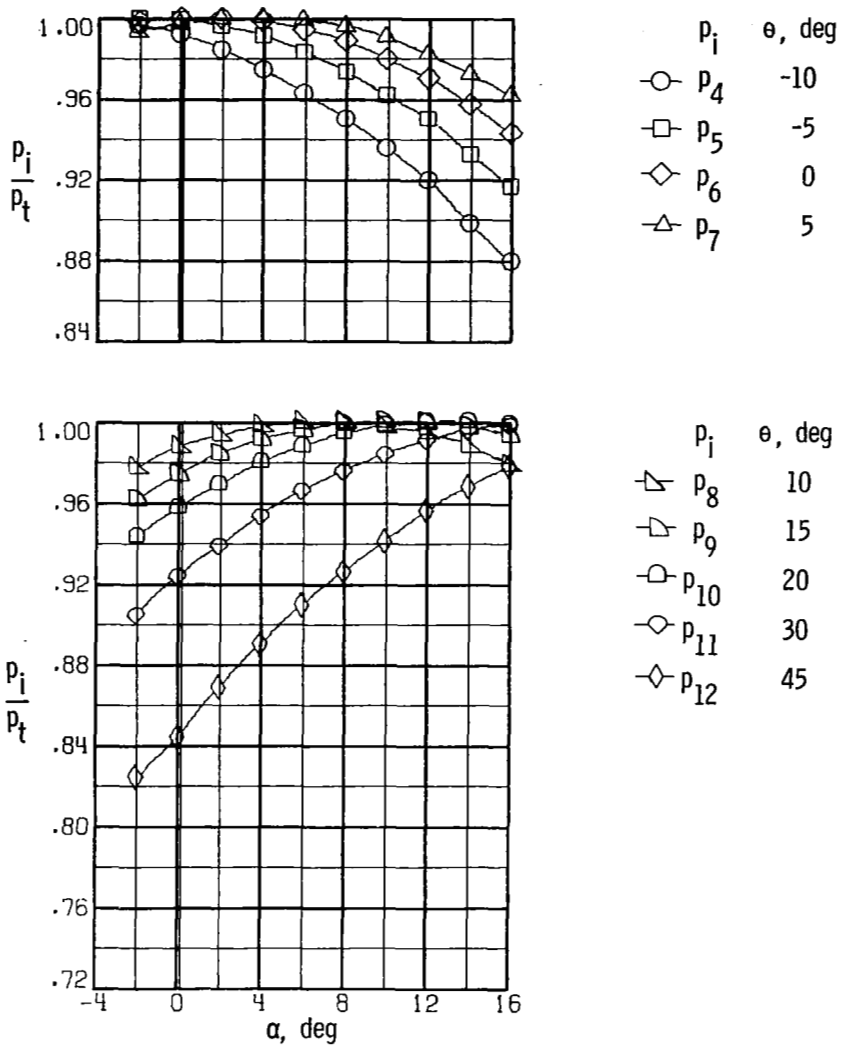 1.00
.96
.92
.88
.84
p_i
p_t
p_i θ, deg
p_4 -10
p_5 -5
p_6 0
p_7 5
1.00
.96
.92
.88
.84
.80
.76
.72
p_i
p_t
-4 0 4 8 12 16
α, deg
p_i θ, deg
p_8 10
p_9 15
p_10 20
p_11 30
p_12 45